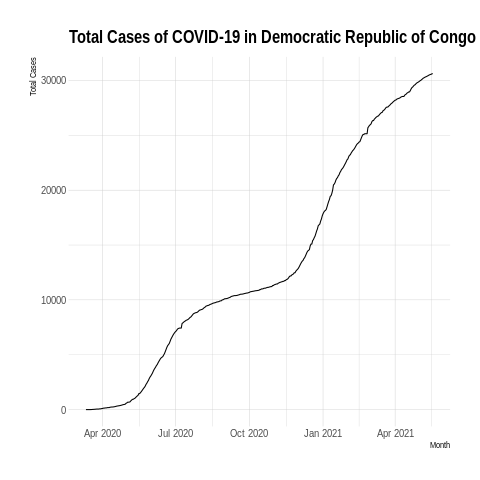 Total Cases of COVID-19 in Democratic Republic of Congo
Total Cases
30000
20000
10000
0
Apr 2020 Jul 2020 Oct 2020 Jan 2021 Apr 2021
Month